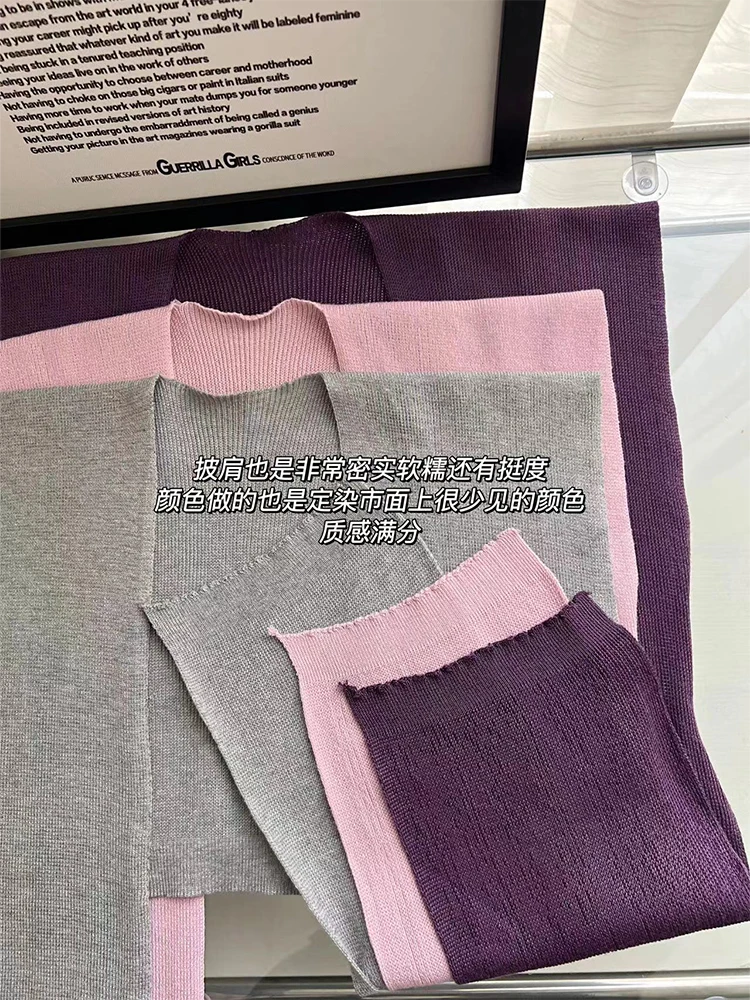 g to be in shows with
n escape from the art world in your 4 free-
ng your career might pick up after you're eighty
g reassured that whatever kind of art you make it will be labeled feminine
being stuck in a tenured teaching position
eeing your ideas live on in the work of others
Having the opportunity to choose between career and motherhood
Not having to choke on those big cigars or paint in Italian suits
Having more time to work when your mate dumps you for someone younger
Being included in revised versions of art history
Not having to undergo the embarraddment of being called a genius
Getting your picture in the art magazines wearing a gorilla suit
A PUBLIC SEMCE MCSSAGE FROM GUERRILLA GIRLS CONSCDNCE OF THE WOKD
披肩也是非常密实软糯还有挺度
颜色做的也是定染市面上很少见的颜色
质感满分